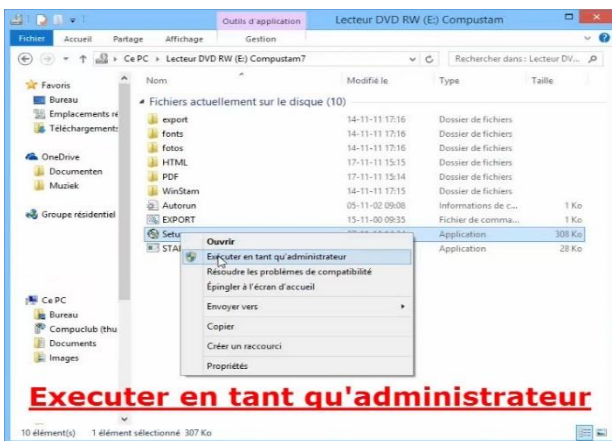 Outils d'application
Lecteur DVD RW (E:) Compustam
Fichier Accueil Partage Affichage Gestion
Ce PC Lecteur DVD RW (E:) Compustam7
Rechercher dans : Lecteur DV...
Nom Modifié le Type Taille
Favoris
Bureau
Emplacements ré
Téléchargements
OneDrive
Documenten
Muziek
Groupe résidentiel
Ce PC
Bureau
Compuclub (thu
Documents
Images
Fichiers actuellement sur le disque (10)
export 14-11-11 17:16 Dossier de fichiers
fonts 14-11-11 17:16 Dossier de fichiers
fotos 14-11-11 17:16 Dossier de fichiers
HTML 17-11-11 15:15 Dossier de fichiers
PDF 17-11-11 15:14 Dossier de fichiers
WinStam 14-11-11 17:15 Dossier de fichiers
Autorun 05-11-02 09:08 Informations de c... 1 Ko
EXPORT 15-11-00 09:35 Fichier de comma... 1 Ko
Setu Application 308 Ko
STA Application 28 Ko
Ouvrir
Exécuter en tant qu'administrateur
Résoudre les problèmes de compatibilité
Épingler à l'écran d'accueil
Envoyer vers
Copier
Créer un raccourci
Propriétés
Executer en tant qu'administrateur
10 élément(s) 1 élément sélectionné 307 Ko